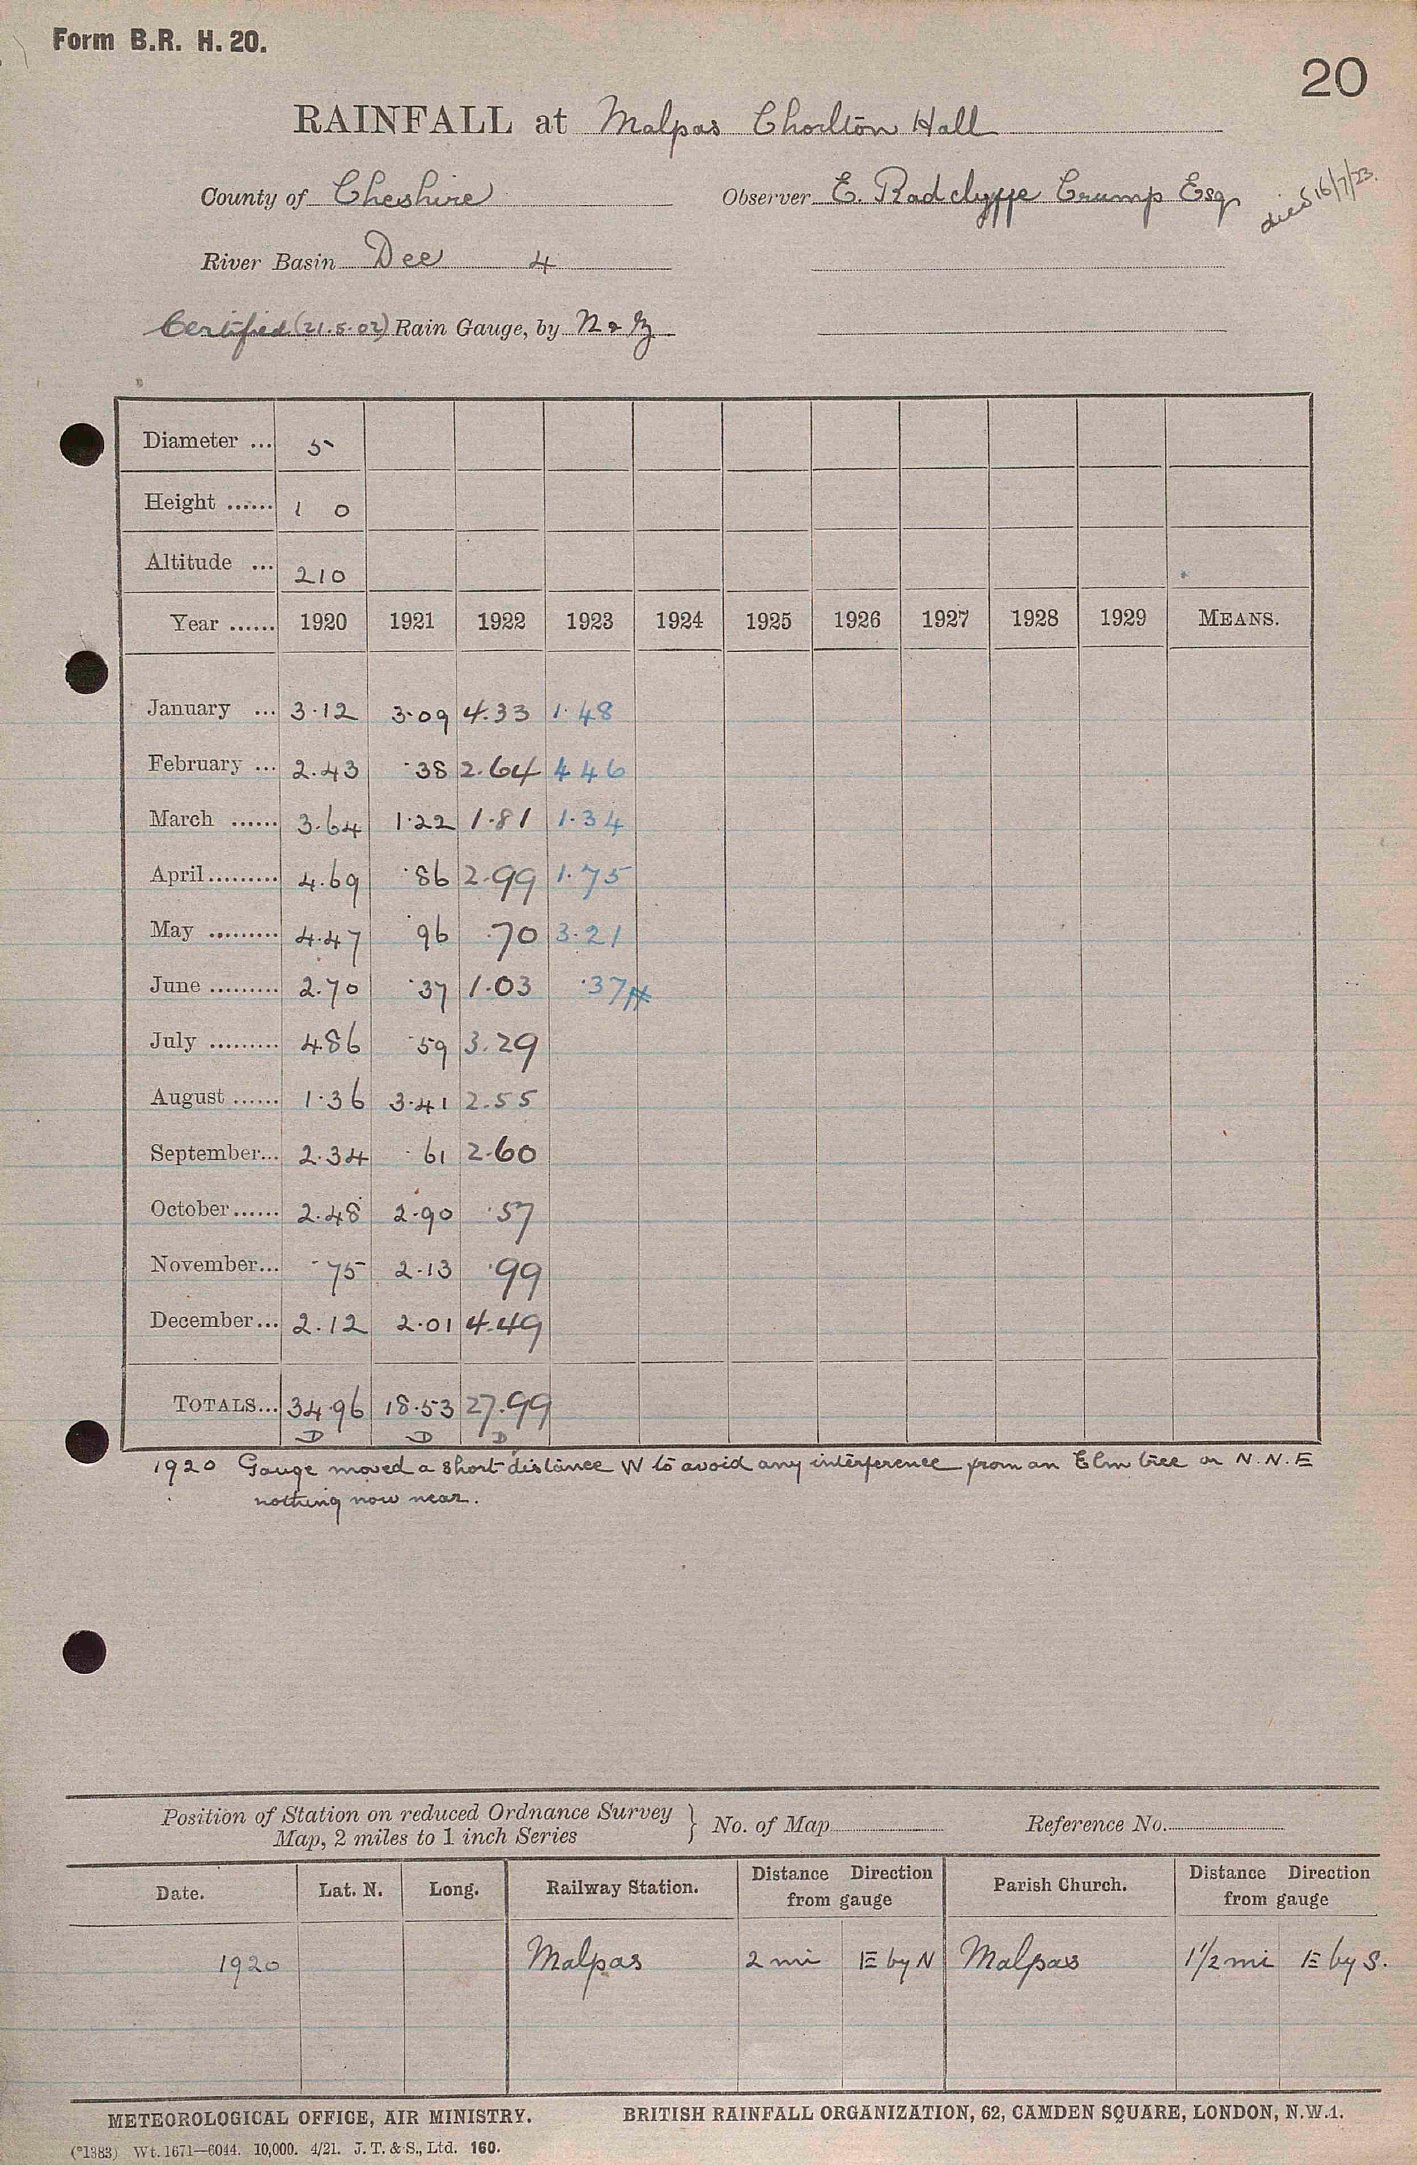 Form B.R. H. 20.
20
RAINFALL at Malpas Chorlton Hall
County of Cheshire Observer E. Radclyffe Crump Esq died 16/7/23.
River Basin Dee 4
Certified (21.5.02) Rain Gauge, by N & Z
Diameter ... 5
Height ...... 1 0
Altitude ... 210
Year ...... 1920 1921 1922 1923 1924 1925 1926 1927 1928 1929 MEANS.
January ... 3.12 3.09 4.33 1.48
February ... 2.43 .38 2.64 4 46
March ...... 3.64 1.22 1.81 1.34
April ......... 4.69 .86 2.99 1.75
May ......... 4.47 .96 .70 3.21
June ......... 2.70 .37 1.03 .37
July ......... 4.86 .59 3.29
August ...... 1.36 3.41 2.55
September... 2.34 .61 2.60
October ...... 2.48 2.90 .57
November... .75 2.13 .99
December... 2.12 2.01 4.49
TOTALS... 34.96 18.53 27.99
D D D
1920 Gauge moved a short distance W to avoid any interference from an Elm tree on N.N.E
nothing now near.
Position of Station on reduced Ordnance Survey
Map, 2 miles to 1 inch Series } No. of Map Reference No.
Date. Lat. N. Long. Railway Station. Distance Direction from gauge Parish Church. Distance Direction from gauge
1920 Malpas 2 mi E by N Malpas 1 1/2 mi E by S.
METEOROLOGICAL OFFICE, AIR MINISTRY. BRITISH RAINFALL ORGANIZATION, 62, CAMDEN SQUARE, LONDON, N.W.1.
(*1383) Wt. 1671—6044. 10,000. 4/21. J. T. & S., Ltd. 160.